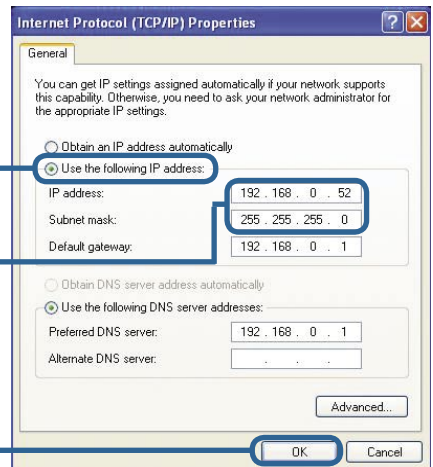 Internet Protocol (TCP/IP) Properties
General
You can get IP settings assigned automatically if your network supports
this capability. Otherwise, you need to ask your network administrator for
the appropriate IP settings.
Obtain an IP address automatically
Use the following IP address:
IP address: 192 . 168 . 0 . 52
Subnet mask: 255 . 255 . 255 . 0
Default gateway: 192 . 168 . 0 . 1
Obtain DNS server address automatically
Use the following DNS server addresses:
Preferred DNS server: 192 . 168 . 0 . 1
Alternate DNS server: . . .
Advanced...
OK Cancel